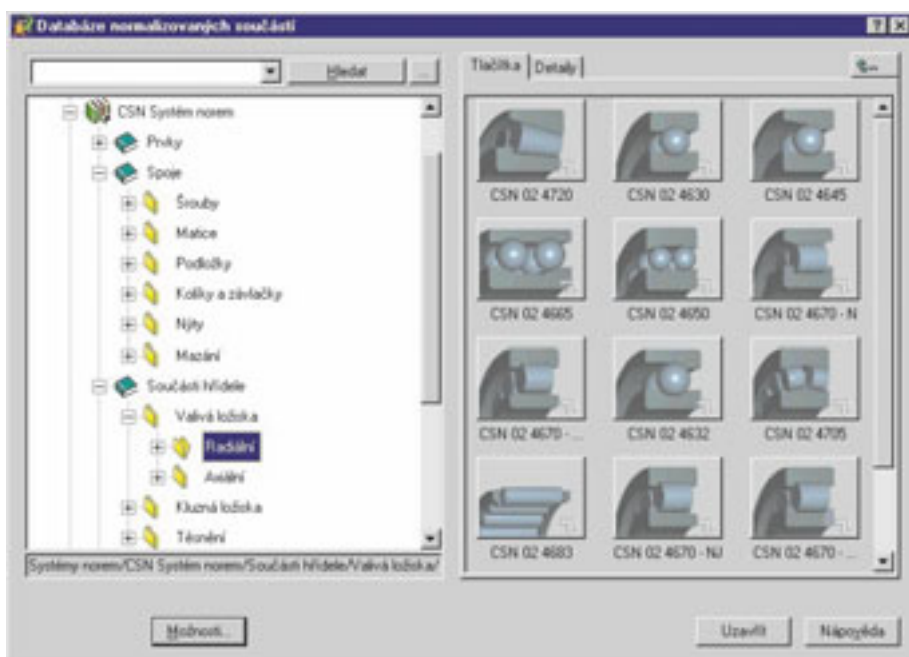 Databáze normalizovaných součástí
Hledat ...
Tlačítka Detaily
CSN Systém norem
Prvky
Spoje
Šrouby
Matice
Podložky
Kolíky a závlačky
Nýty
Mazání
Součásti hřídele
Valivá ložiska
Radiální
Axiální
Kluzná ložiska
Těsnění
Systémy norem/CSN Systém norem/Součásti hřídele/Valivá ložiska/
CSN 02 4720 CSN 02 4630 CSN 02 4645
CSN 02 4665 CSN 02 4650 CSN 02 4670 - N
CSN 02 4670 - ... CSN 02 4632 CSN 02 4705
CSN 02 4683 CSN 02 4670 - NJ CSN 02 4670 - ...
Možnosti... Uzavřít Nápověda